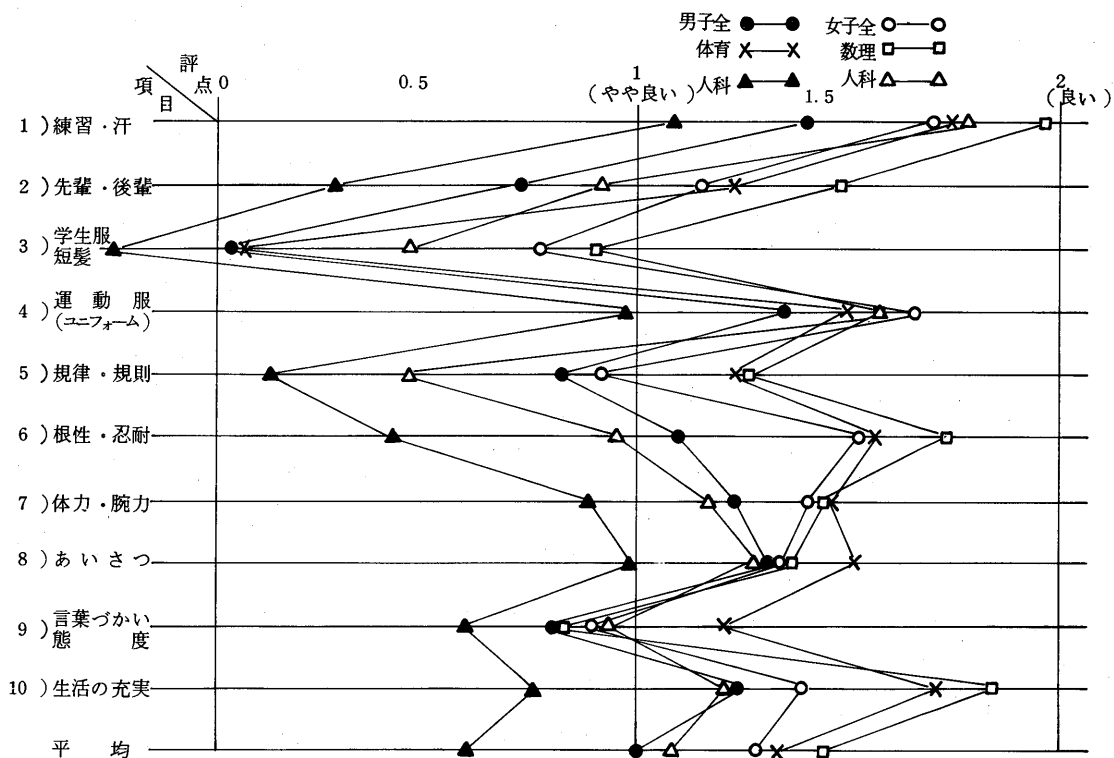 男子全 女子全
体育 数理
人科 人科
評点
項目
0 0.5 1 1.5 2
(やや良い) (良い)
1)練習・汗
2)先輩・後輩
3)学生服
短髪
4)運動服
(ユニフォーム)
5)規律・規則
6)根性・忍耐
7)体力・腕力
8)あいさつ
9)言葉づかい
態度
10)生活の充実
平均